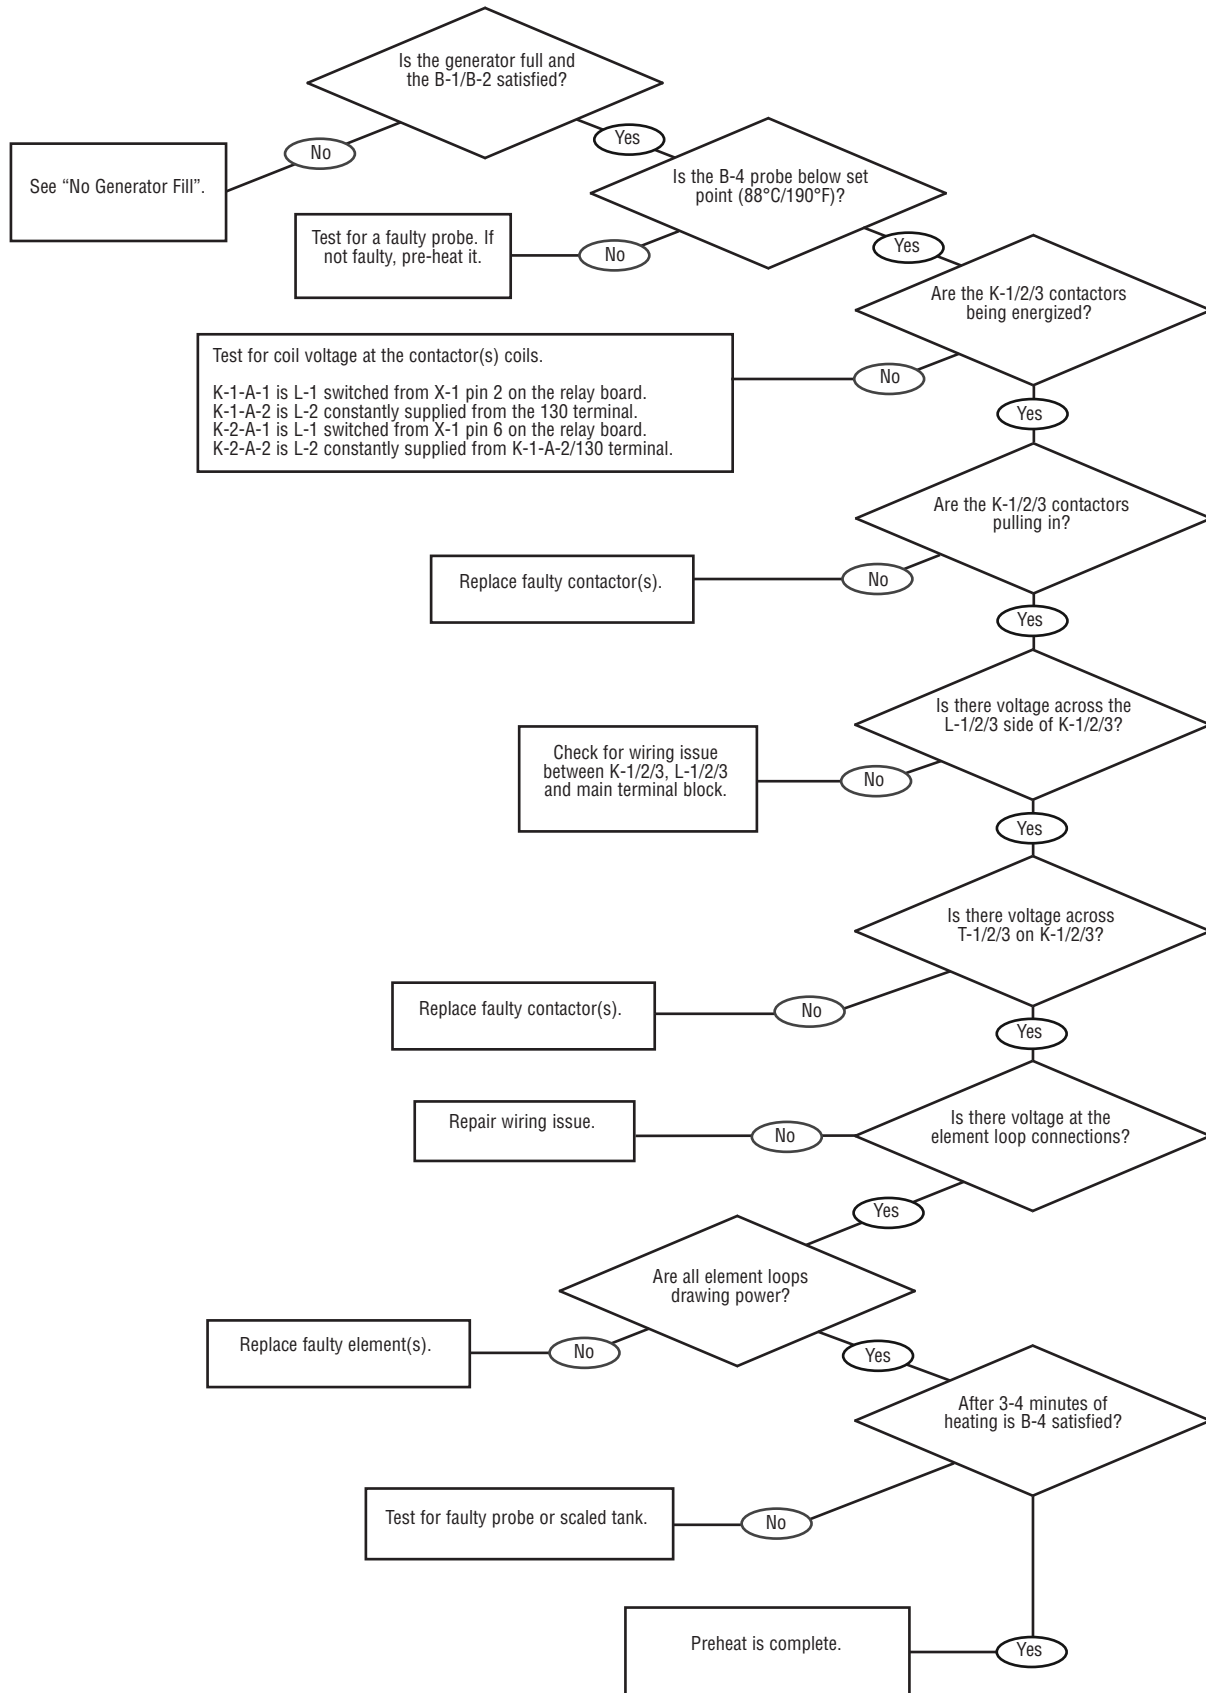 Is the generator full and
the B-1/B-2 satisfied?
No
Yes
See “No Generator Fill”.
Is the B-4 probe below set
point (88°C/190°F)?
Test for a faulty probe. If
not faulty, pre-heat it.
No
Yes
Are the K-1/2/3 contactors
being energized?
Test for coil voltage at the contactor(s) coils.
K-1-A-1 is L-1 switched from X-1 pin 2 on the relay board.
K-1-A-2 is L-2 constantly supplied from the 130 terminal.
K-2-A-1 is L-1 switched from X-1 pin 6 on the relay board.
K-2-A-2 is L-2 constantly supplied from K-1-A-2/130 terminal.
No
Yes
Are the K-1/2/3 contactors
pulling in?
Replace faulty contactor(s).
No
Yes
Is there voltage across the
L-1/2/3 side of K-1/2/3?
Check for wiring issue
between K-1/2/3, L-1/2/3
and main terminal block.
No
Yes
Is there voltage across
T-1/2/3 on K-1/2/3?
Replace faulty contactor(s).
No
Yes
Is there voltage at the
element loop connections?
Repair wiring issue.
No
Yes
Are all element loops
drawing power?
Replace faulty element(s).
No
Yes
After 3-4 minutes of
heating is B-4 satisfied?
Test for faulty probe or scaled tank.
No
Preheat is complete.
Yes